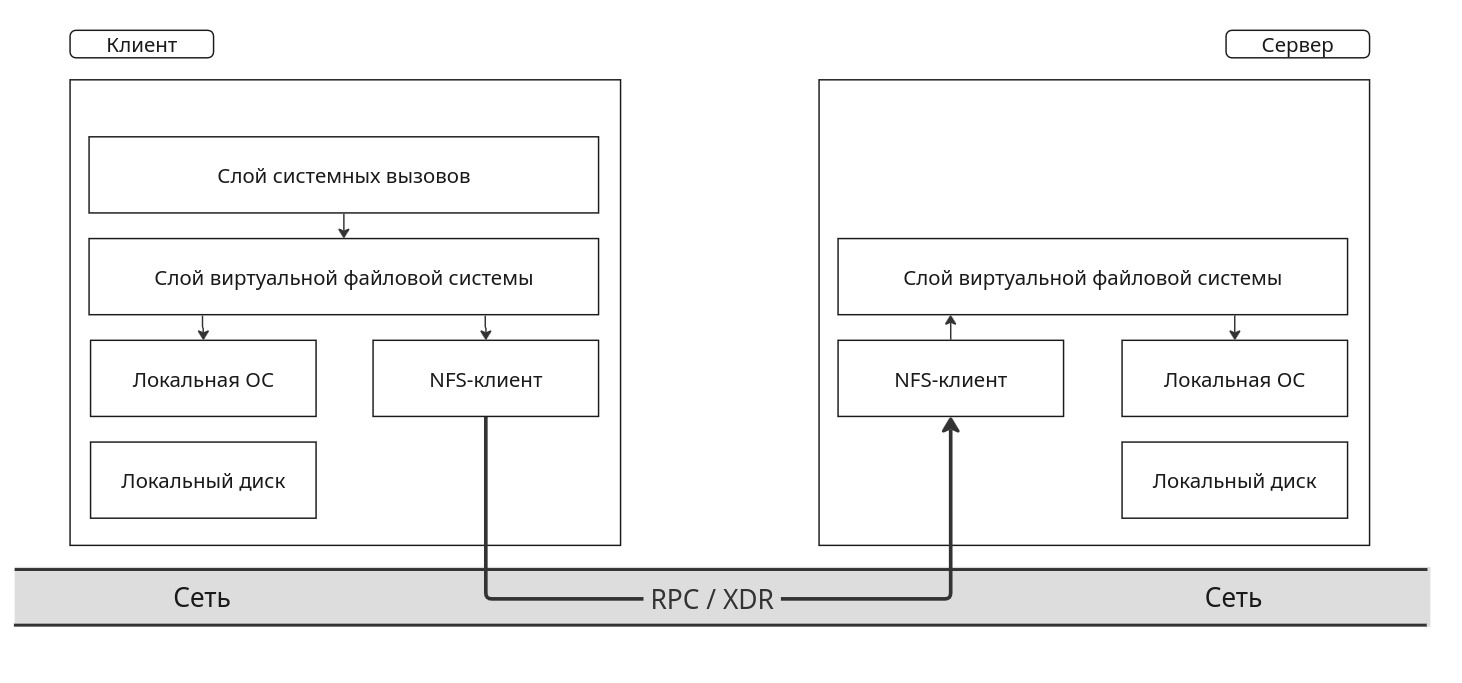 Клиент
Сервер
Слой системных вызовов
Слой виртуальной файловой системы
Слой виртуальной файловой системы
Локальная ОС
NFS-клиент
NFS-клиент
Локальная ОС
Локальный диск
Локальный диск
Сеть
RPC / XDR
Сеть